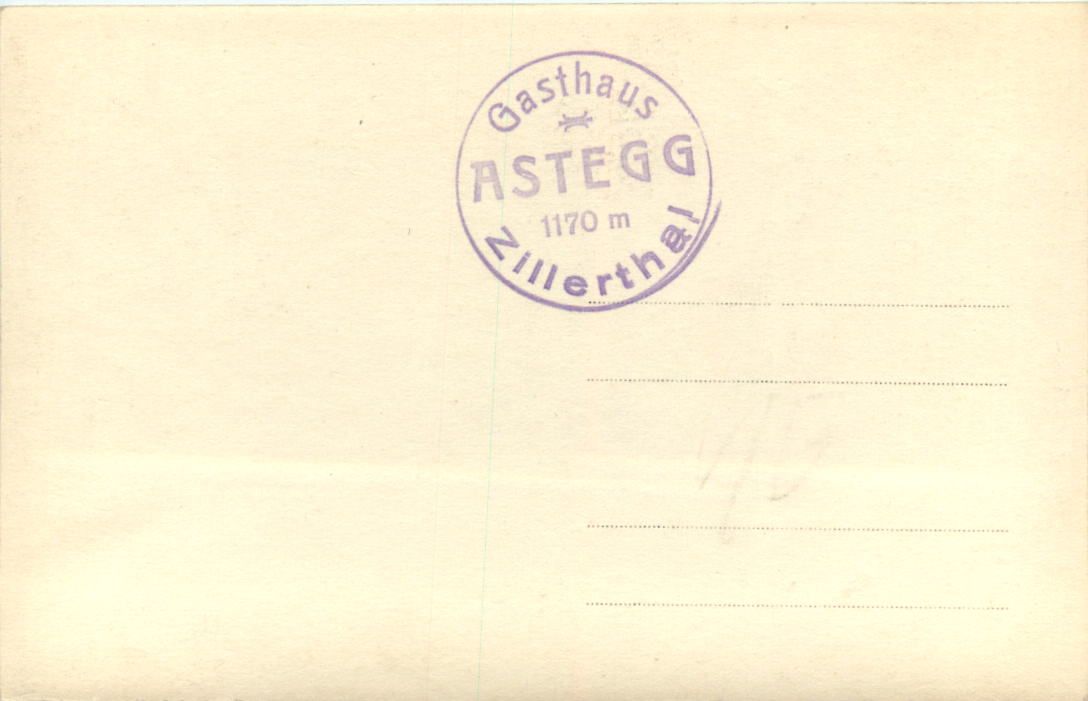 Gasthaus
ASTEGG
1170 m
Zillerthal